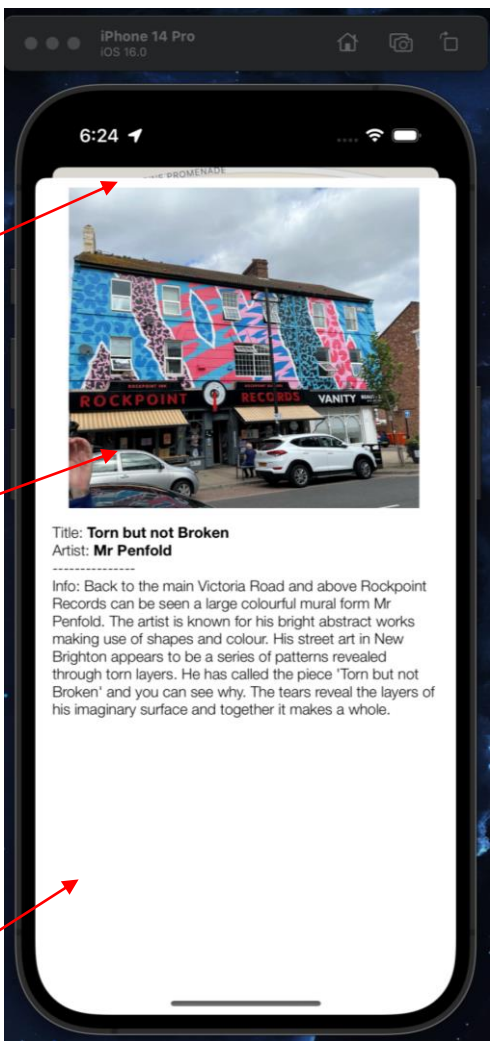 iPhone 14 Pro
iOS 16.0
6:24
PROMENADE
ROCKPOINT
RECORDS
VANITY
Title: Torn but not Broken
Artist: Mr Penfold
---------------
Info: Back to the main Victoria Road and above Rockpoint
Records can be seen a large colourful mural form Mr
Penfold. The artist is known for his bright abstract works
making use of shapes and colour. His street art in New
Brighton appears to be a series of patterns revealed
through torn layers. He has called the piece 'Torn but not
Broken' and you can see why. The tears reveal the layers of
his imaginary surface and together it makes a whole.